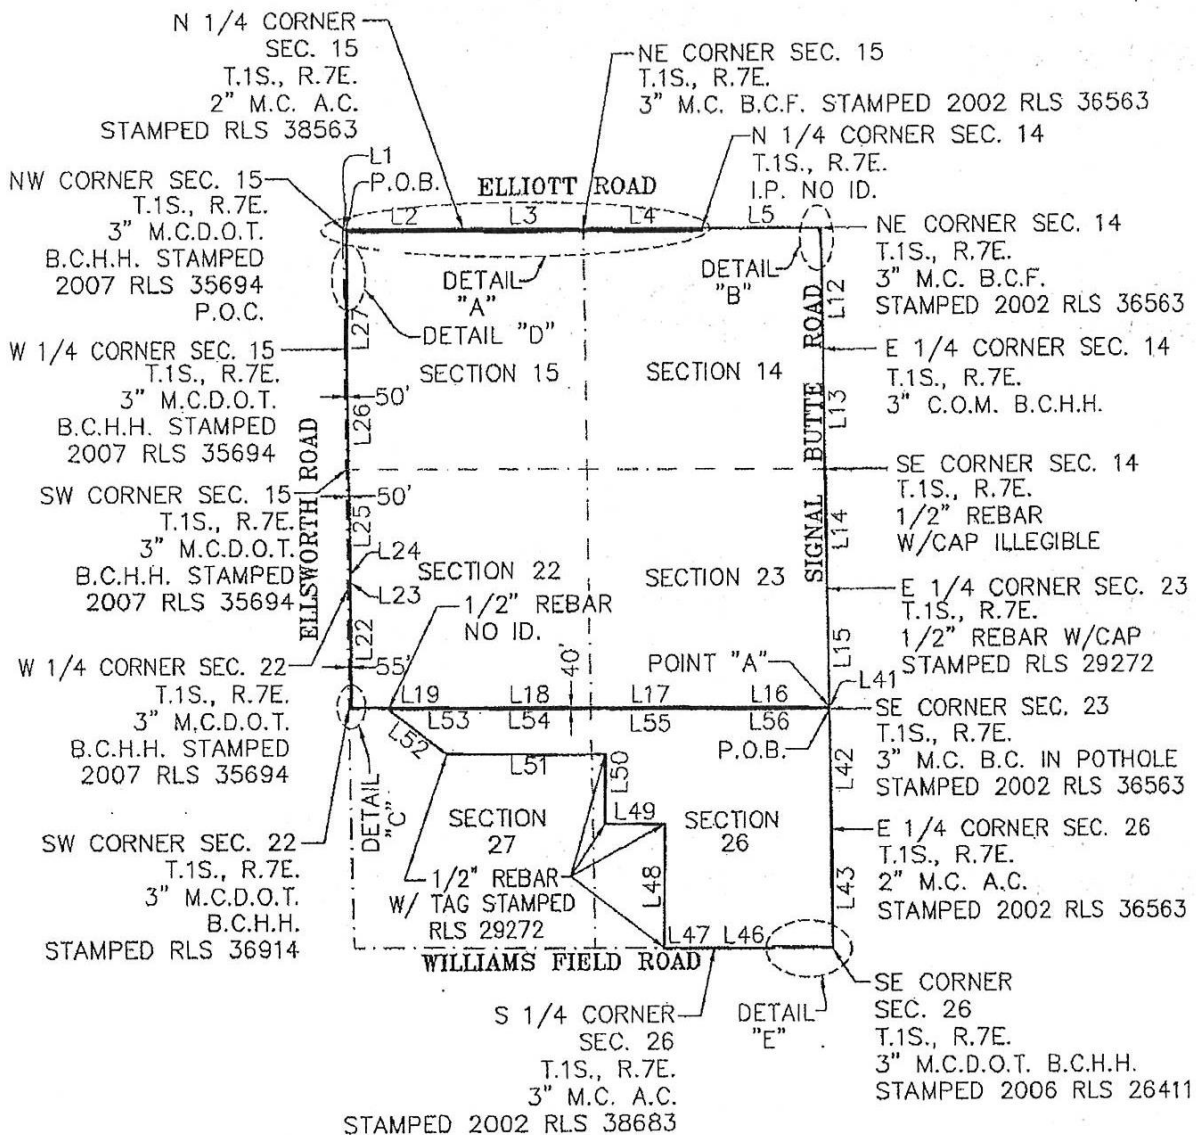 N 1/4 CORNER
SEC. 15
T.1S., R.7E.
2" M.C. A.C.
STAMPED RLS 38563
NE CORNER SEC. 15
T.1S., R.7E.
3" M.C. B.C.F. STAMPED 2002 RLS 36563
N 1/4 CORNER SEC. 14
T.1S., R.7E.
I.P. NO ID.
L1
P.O.B.
ELLIOTT ROAD
L2
L3
L4
L5
NW CORNER SEC. 15
T.1S., R.7E.
3" M.C.D.O.T.
B.C.H.H. STAMPED
2007 RLS 35694
P.O.C.
NE CORNER SEC. 14
T.1S., R.7E.
3" M.C. B.C.F.
STAMPED 2002 RLS 36563
DETAIL
"A"
DETAIL
"B"
L27
DETAIL "D"
L12
W 1/4 CORNER SEC. 15
T.1S., R.7E.
3" M.C.D.O.T.
B.C.H.H. STAMPED
2007 RLS 35694
SECTION 15
SECTION 14
E 1/4 CORNER SEC. 14
T.1S., R.7E.
3" C.O.M. B.C.H.H.
50'
L26
L13
SIGNAL BUTTE ROAD
ELLSWORTH ROAD
SW CORNER SEC. 15
T.1S., R.7E.
3" M.C.D.O.T.
B.C.H.H. STAMPED
2007 RLS 35694
50'
L25
L24
L23
SE CORNER SEC. 14
T.1S., R.7E.
1/2" REBAR
W/CAP ILLEGIBLE
L14
SECTION 22
SECTION 23
1/2" REBAR
NO ID.
E 1/4 CORNER SEC. 23
T.1S., R.7E.
1/2" REBAR W/CAP
STAMPED RLS 29272
L22
55'
40'
L15
POINT "A"
L41
W 1/4 CORNER SEC. 22
T.1S., R.7E.
3" M.C.D.O.T.
B.C.H.H. STAMPED
2007 RLS 35694
L19
L18
L17
L16
L53
L54
L55
L56
P.O.B.
SE CORNER SEC. 23
T.1S., R.7E.
3" M.C. B.C. IN POTHOLE
STAMPED 2002 RLS 36563
L52
L51
L50
L42
DETAIL
"C"
L49
SECTION
27
SECTION
26
SW CORNER SEC. 22
T.1S., R.7E.
3" M.C.D.O.T.
B.C.H.H.
STAMPED RLS 36914
E 1/4 CORNER SEC. 26
T.1S., R.7E.
2" M.C. A.C.
STAMPED 2002 RLS 36563
1/2" REBAR
W/ TAG STAMPED
RLS 29272
L48
L43
L47
L46
WILLIAMS FIELD ROAD
S 1/4 CORNER
SEC. 26
T.1S., R.7E.
3" M.C. A.C.
STAMPED 2002 RLS 38683
DETAIL
"E"
SE CORNER
SEC. 26
T.1S., R.7E.
3" M.C.D.O.T. B.C.H.H.
STAMPED 2006 RLS 26411